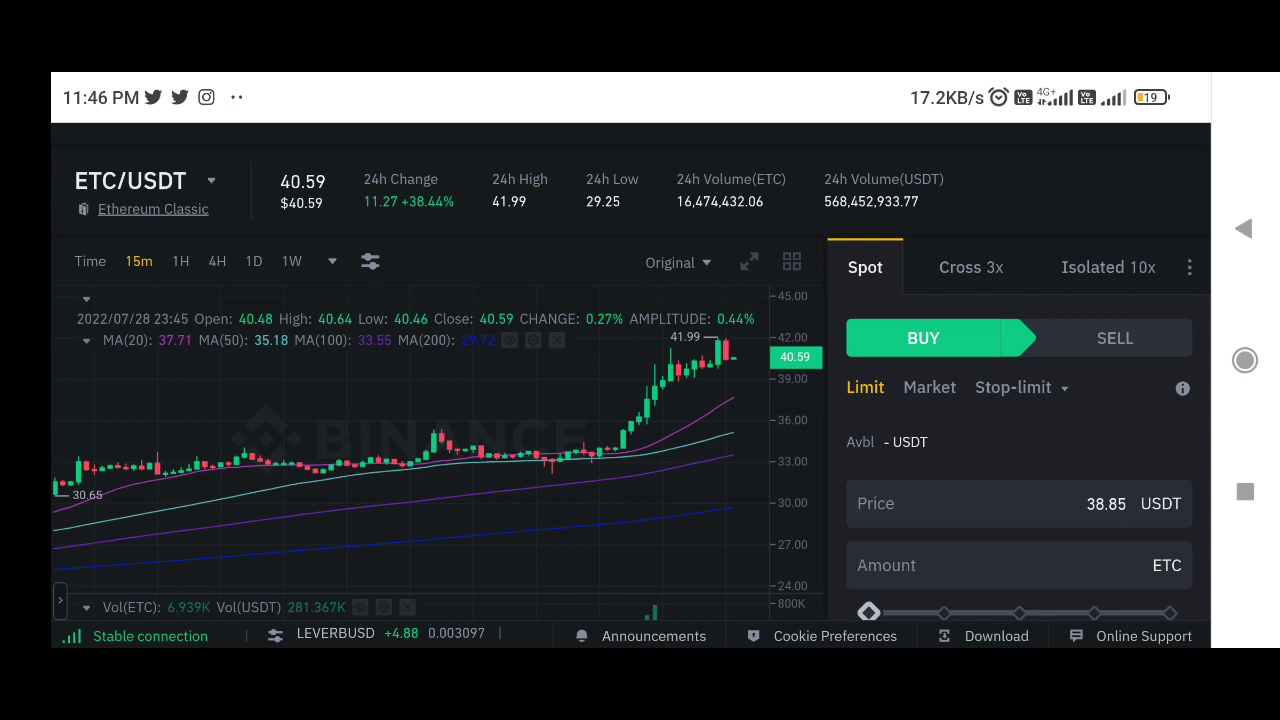 11:46 PM
17.2KB/s Vo LTE 4G+ Vo LTE 19
ETC/USDT
Ethereum Classic
40.59
$40.59
24h Change
11.27 +38.44%
24h High
41.99
24h Low
29.25
24h Volume(ETC)
16,474,432.06
24h Volume(USDT)
568,452,933.77
Time 15m 1H 4H 1D 1W
Original
2022/07/28 23:45 Open: 40.48 High: 40.64 Low: 40.46 Close: 40.59 CHANGE: 0.27% AMPLITUDE: 0.44%
MA(20): 37.71 MA(50): 35.18 MA(100): 33.55 MA(200): 29.72
41.99
30.65
BINANCE
45.00
42.00
40.59
39.00
36.00
33.00
30.00
27.00
24.00
800K
Vol(ETC): 6.939K Vol(USDT) 281.367K
Spot Cross 3x Isolated 10x
BUY SELL
Limit Market Stop-limit
Avbl - USDT
Price 38.85 USDT
Amount ETC
Stable connection
LEVERBUSD +4.88 0.003097
Announcements Cookie Preferences Download Online Support